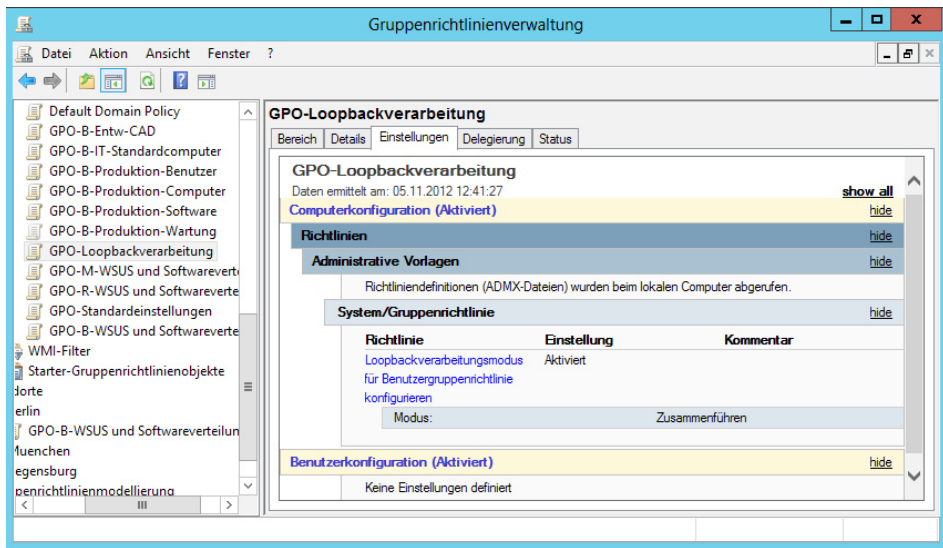 Gruppenrichtlinienverwaltung
Datei Aktion Ansicht Fenster ?
Default Domain Policy
GPO-B-Entw-CAD
GPO-B-IT-Standardcomputer
GPO-B-Produktion-Benutzer
GPO-B-Produktion-Computer
GPO-B-Produktion-Software
GPO-B-Produktion-Wartung
GPO-Loopbackverarbeitung
GPO-M-WSUS und Softwareverte
GPO-R-WSUS und Softwareverte
GPO-Standardeinstellungen
GPO-B-WSUS und Softwareverte
WMI-Filter
Starter-Gruppenrichtlinienobjekte
dorte
erlin
GPO-B-WSUS und Softwareverteilun
Muenchen
egensburg
penrichtlinienmodellierung
GPO-Loopbackverarbeitung
Bereich Details Einstellungen Delegierung Status
GPO-Loopbackverarbeitung
Daten ermittelt am: 05.11.2012 12:41:27 show all
Computerkonfiguration (Aktiviert) hide
Richtlinien hide
Administrative Vorlagen hide
Richtliniendefinitionen (ADMX-Dateien) wurden beim lokalen Computer abgerufen.
System/Gruppenrichtlinie hide
Richtlinie Einstellung Kommentar
Loopbackverarbeitungsmodus Aktiviert
für Benutzergruppenrichtlinie
konfigurieren
Modus: Zusammenführen
Benutzerkonfiguration (Aktiviert) hide
Keine Einstellungen definiert